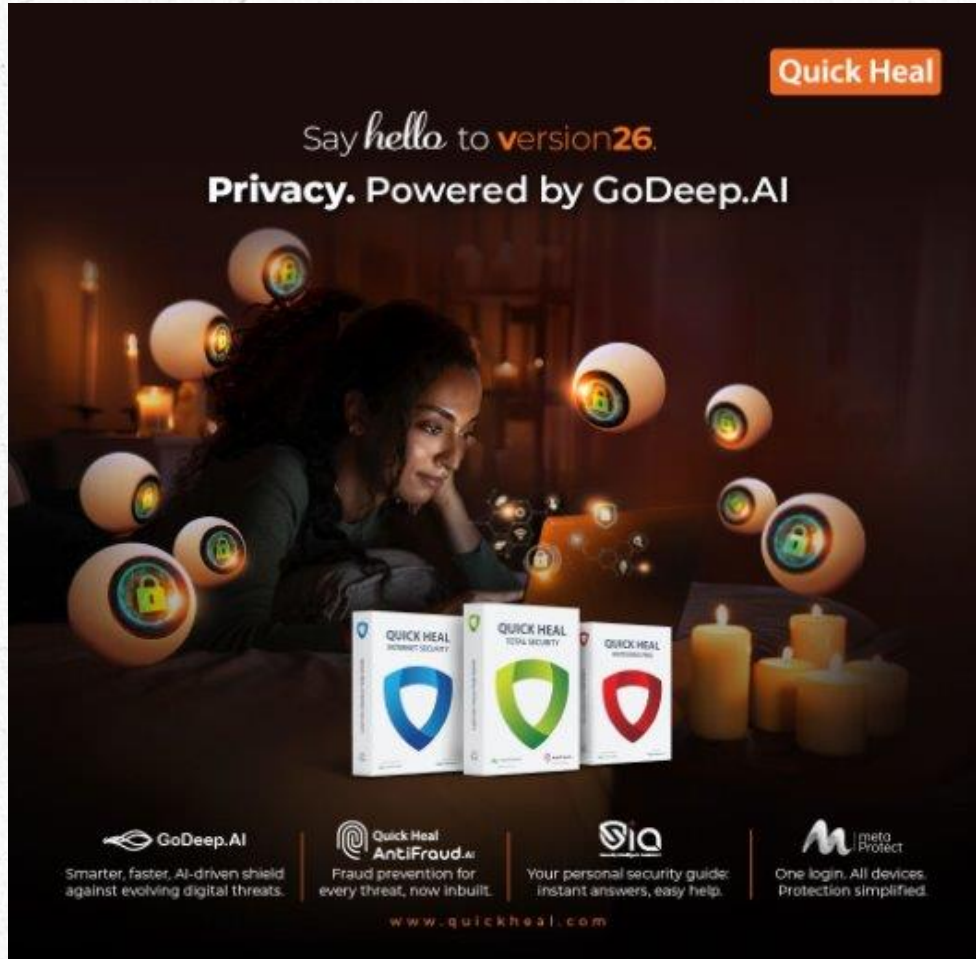 Quick Heal
Say hello to version26.
Privacy. Powered by GoDeep.AI
QUICK HEAL
INTERNET SECURITY
QUICK HEAL
TOTAL SECURITY
QUICK HEAL
GoDeep.AI
Smarter, faster, AI-driven shield
against evolving digital threats.
Quick Heal
AntiFraud.AI
Fraud prevention for
every threat, now inbuilt.
SiA
Your personal security guide:
instant answers, easy help.
meta
Protect
One login. All devices.
Protection simplified.
www.quickheal.com